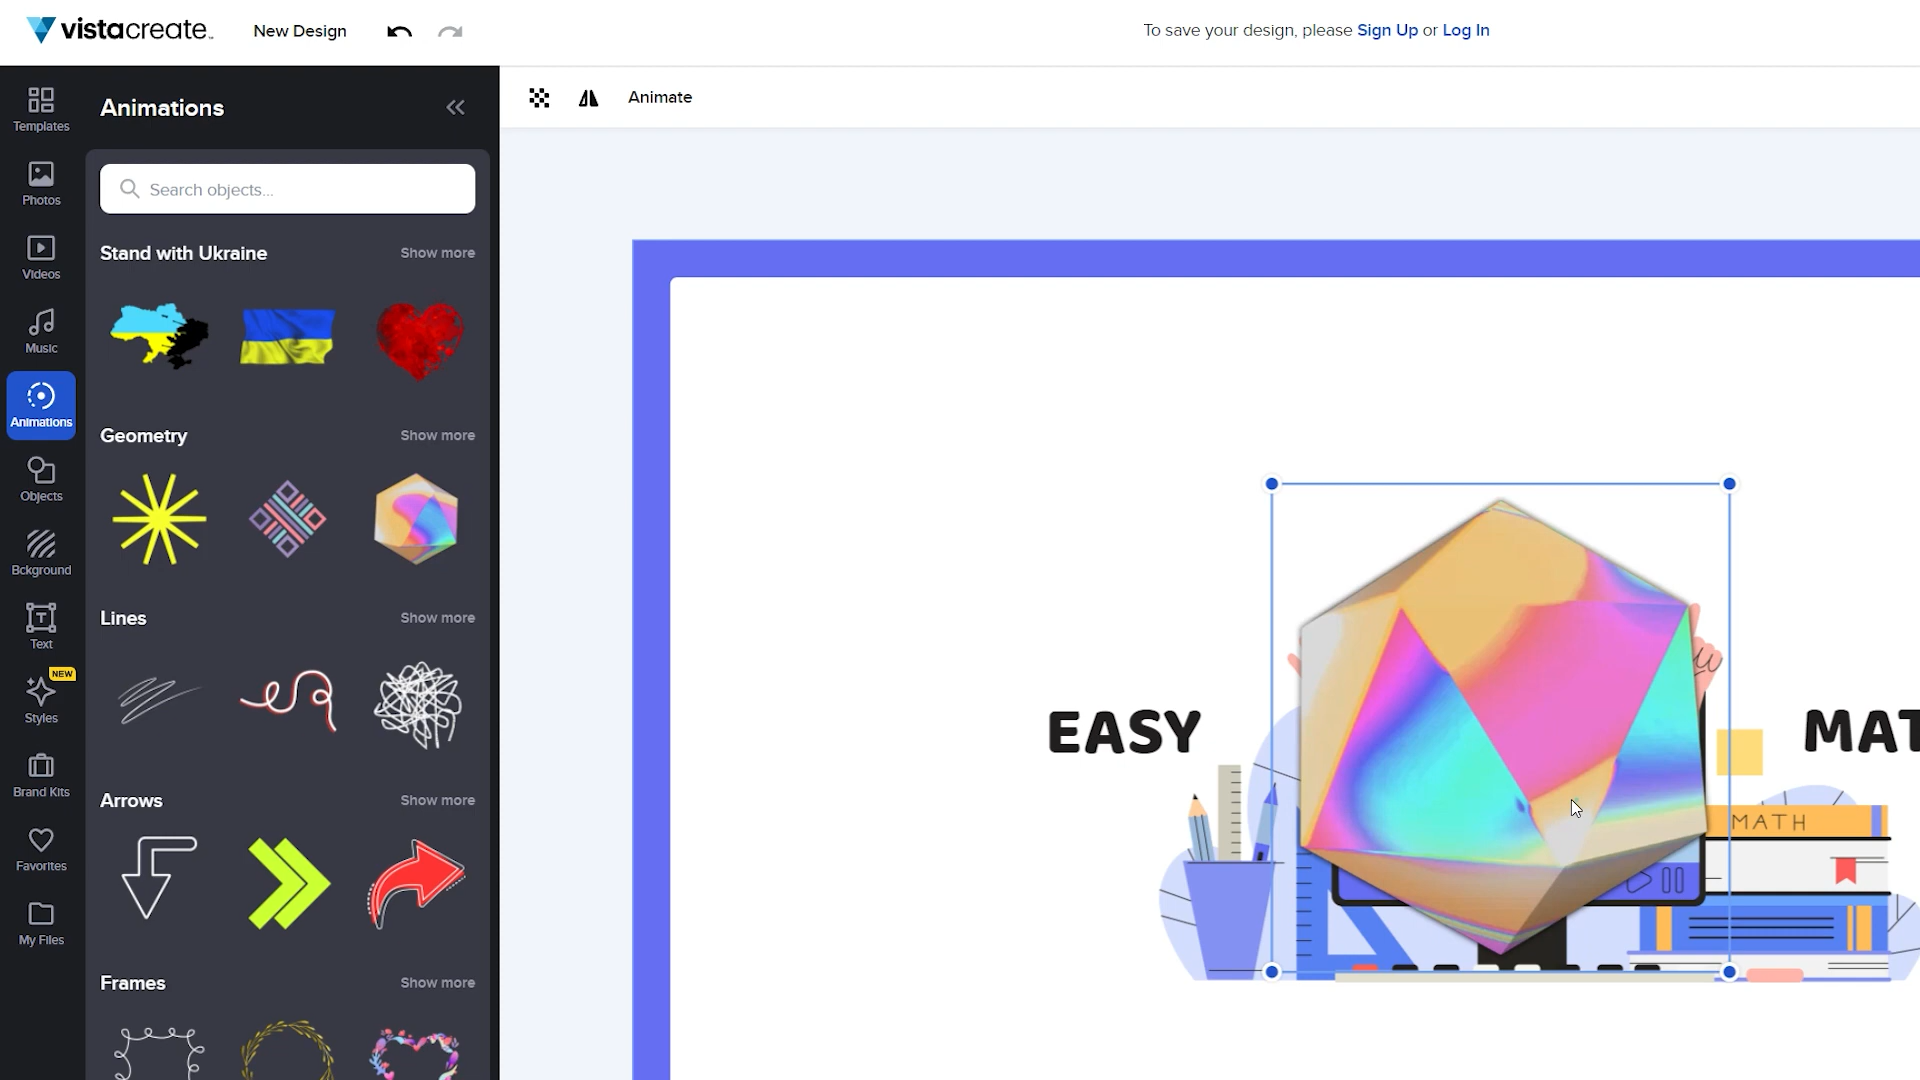 vistacreate
New Design
To save your design, please Sign Up or Log In
Templates
Photos
Videos
Music
Animations
Objects
Bckground
Text
NEW
Styles
Brand Kits
Favorites
My Files
Animations
Search objects...
Stand with Ukraine
Show more
Geometry
Show more
Lines
Show more
Arrows
Show more
Frames
Show more
Animate
EASY
MAT
MATH